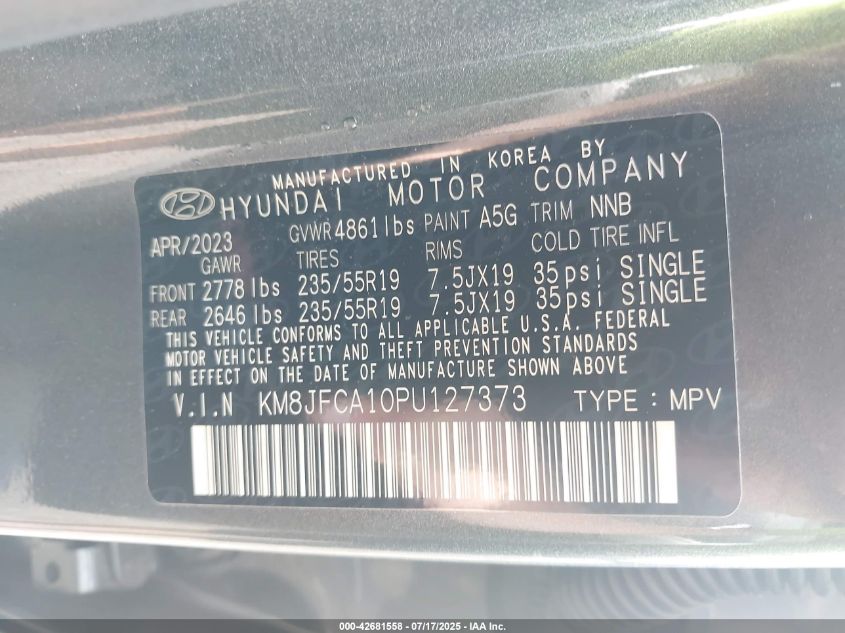 MANUFACTURED IN KOREA BY
HYUNDAI MOTOR COMPANY
APR/2023 GVWR 4861 lbs PAINT A5G TRIM NNB
GAWR TIRES RIMS COLD TIRE INFL
FRONT 2778 lbs 235/55R19 7.5JX19 35psi SINGLE
REAR 2646 lbs 235/55R19 7.5JX19 35psi SINGLE
THIS VEHICLE CONFORMS TO ALL APPLICABLE U.S.A. FEDERAL
MOTOR VEHICLE SAFETY AND THEFT PREVENTION STANDARDS
IN EFFECT ON THE DATE OF MANUFACTURE SHOWN ABOVE
V.I.N KM8JFCA10PU127373 TYPE : MPV
000-42681558 - 07/17/2025 - IAA Inc.